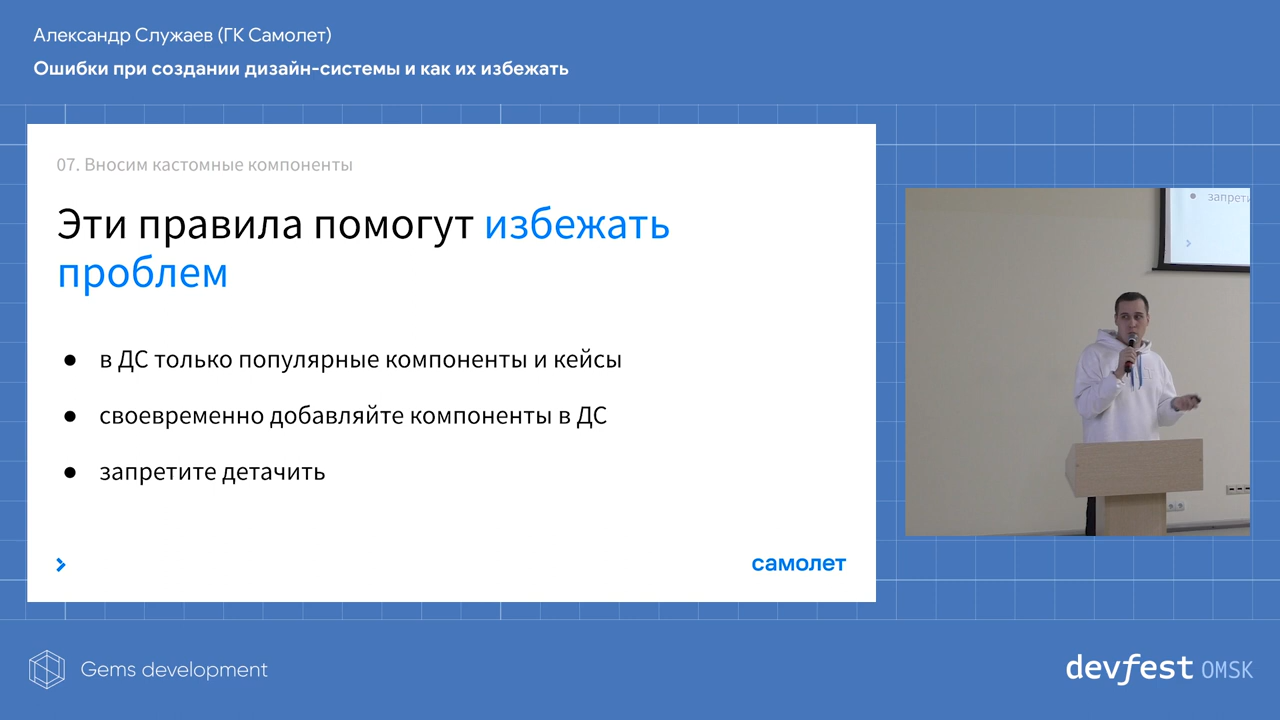 Александр Служаев (ГК Самолет)
Ошибки при создании дизайн-системы и как их избежать
07. Вносим кастомные компоненты
Эти правила помогут избежать
проблем
● в ДС только популярные компоненты и кейсы
● своевременно добавляйте компоненты в ДС
● запретите детачить
самолет
● запрети
Gems development
devfest OMSK